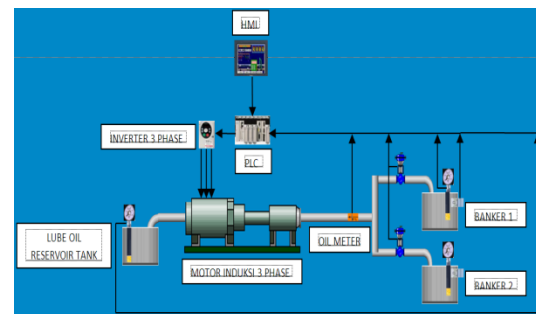 HMI
INVERTER 3 PHASE
PLC
LUBE OIL
RESERVOIR TANK
MOTOR INDUKSI 3 PHASE
OIL METER
BANKER 1
BANKER 2